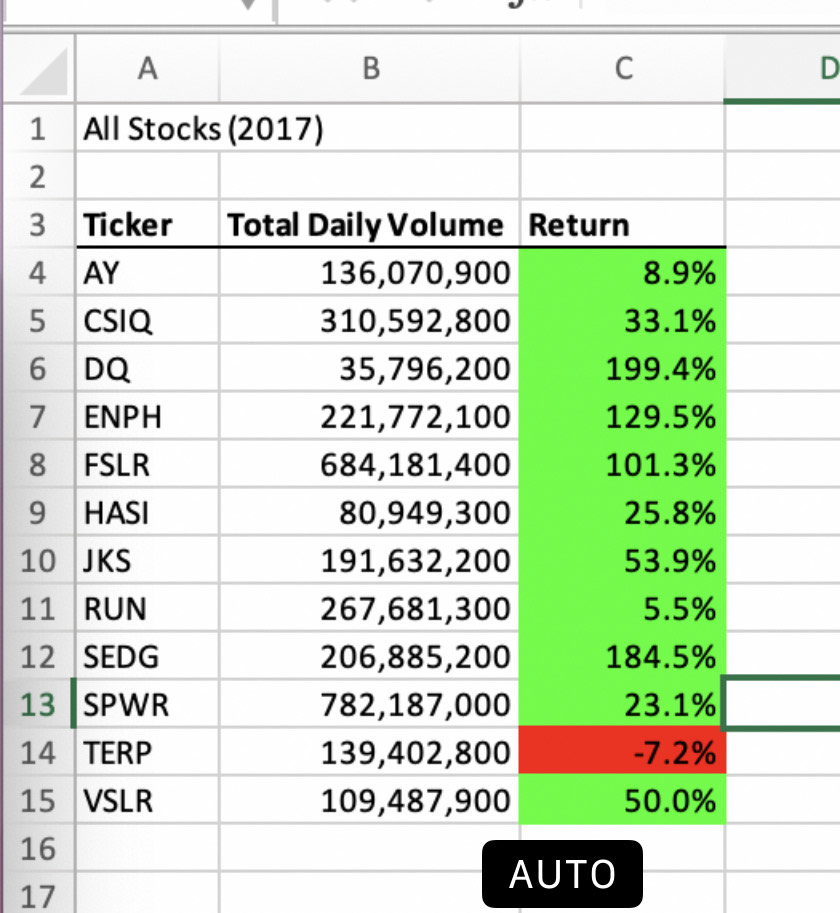 A B C D
1 All Stocks (2017)
2
3 Ticker Total Daily Volume Return
4 AY 136,070,900 8.9%
5 CSIQ 310,592,800 33.1%
6 DQ 35,796,200 199.4%
7 ENPH 221,772,100 129.5%
8 FSLR 684,181,400 101.3%
9 HASI 80,949,300 25.8%
10 JKS 191,632,200 53.9%
11 RUN 267,681,300 5.5%
12 SEDG 206,885,200 184.5%
13 SPWR 782,187,000 23.1%
14 TERP 139,402,800 -7.2%
15 VSLR 109,487,900 50.0%
16
AUTO
17